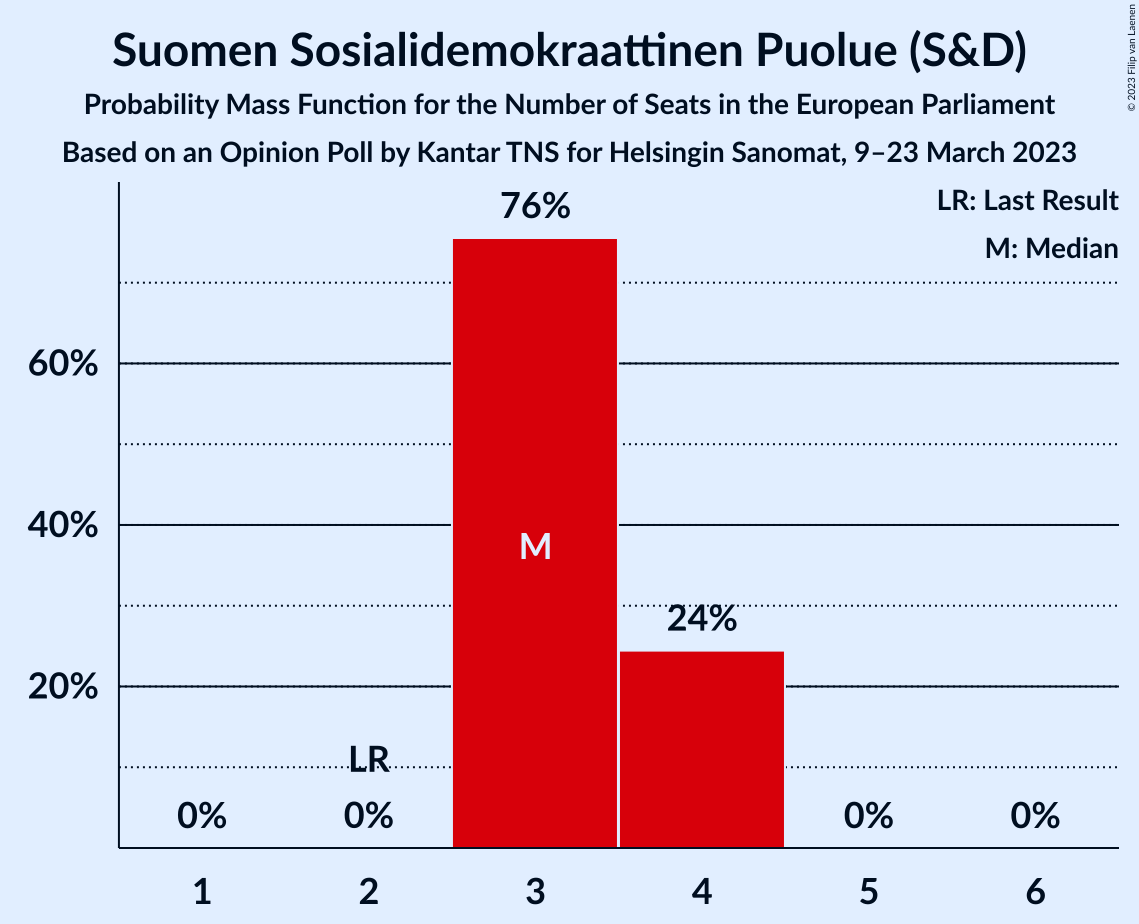 Suomen Sosialidemokraattinen Puolue (S&D)
Probability Mass Function for the Number of Seats in the European Parliament
Based on an Opinion Poll by Kantar TNS for Helsingin Sanomat, 9–23 March 2023
© 2023 Filip van Laenen
LR: Last Result
M: Median
76%
60%
40%
20%
M
24%
LR
0%
0%
0%
0%
1
2
3
4
5
6